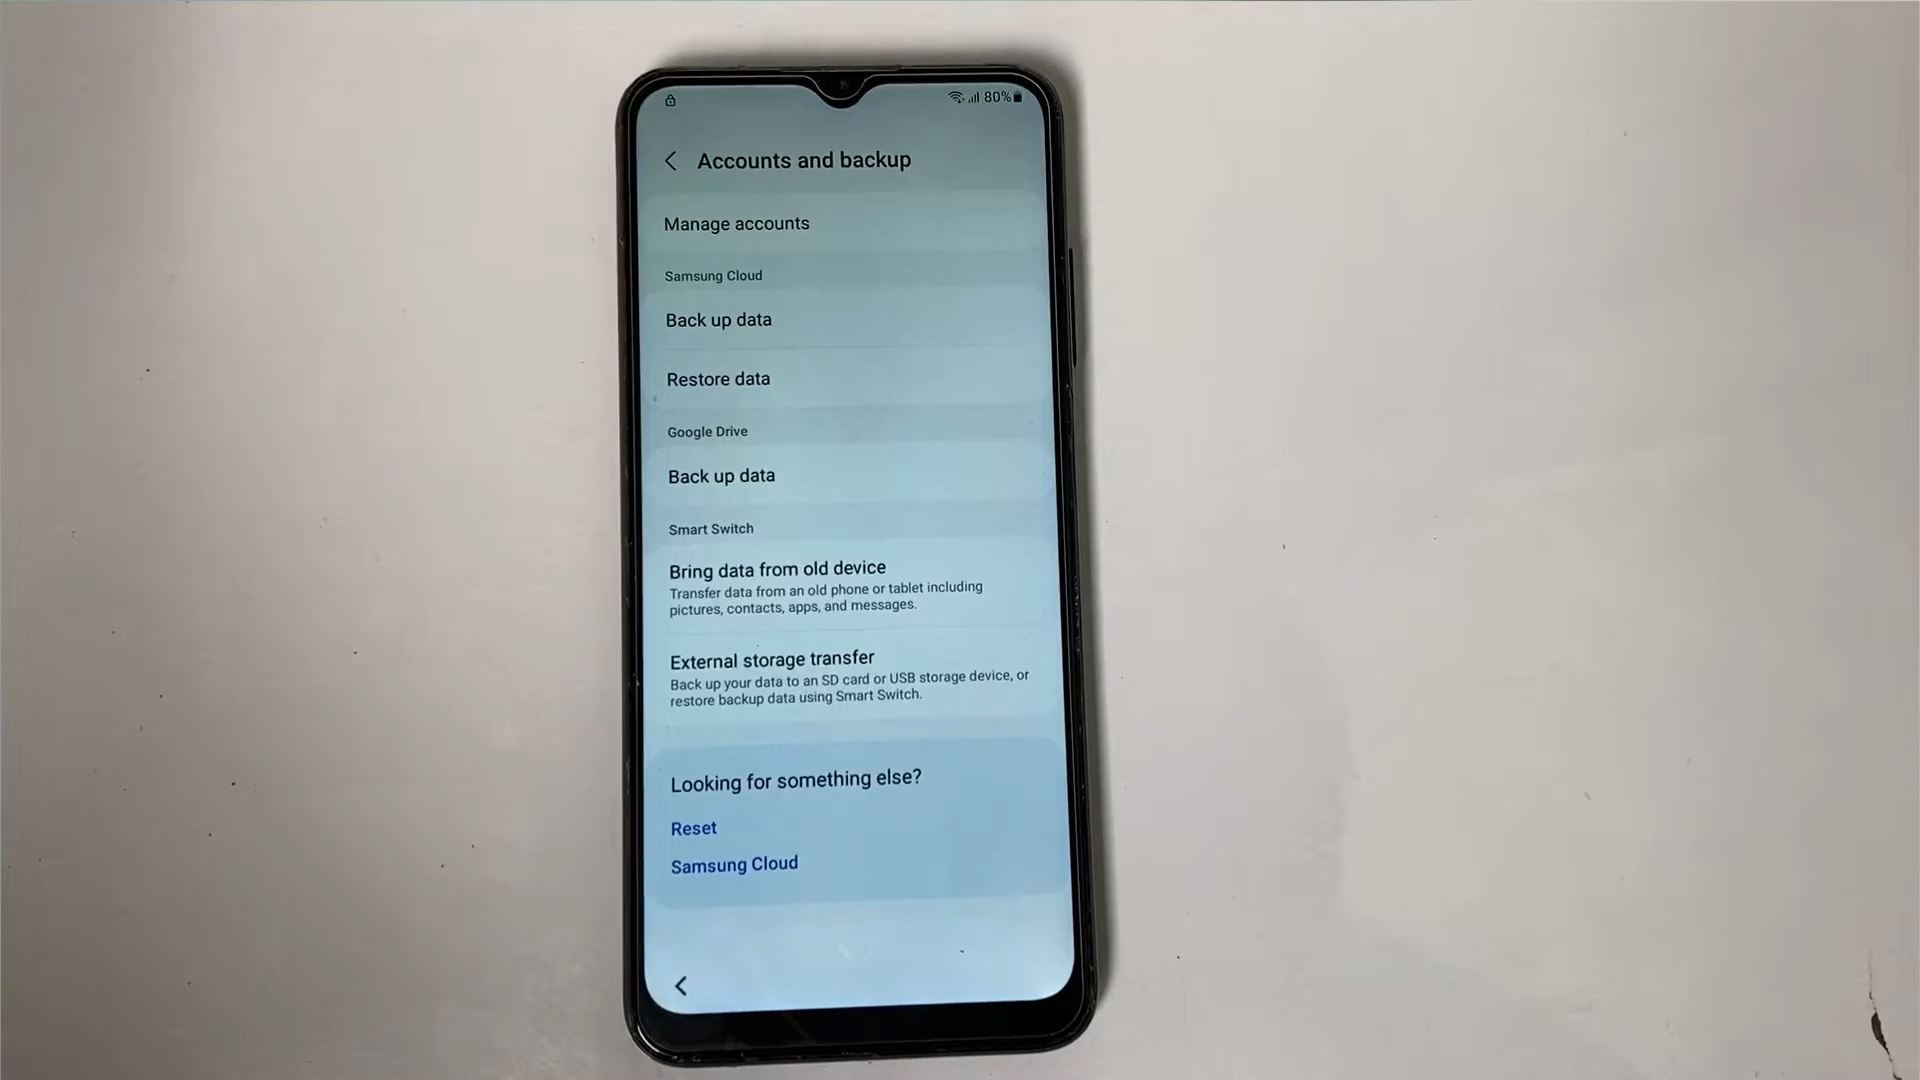 80%
Accounts and backup
Manage accounts
Samsung Cloud
Back up data
Restore data
Google Drive
Back up data
Smart Switch
Bring data from old device
Transfer data from an old phone or tablet including
pictures, contacts, apps, and messages.
External storage transfer
Back up your data to an SD card or USB storage device, or
restore backup data using Smart Switch.
Looking for something else?
Reset
Samsung Cloud